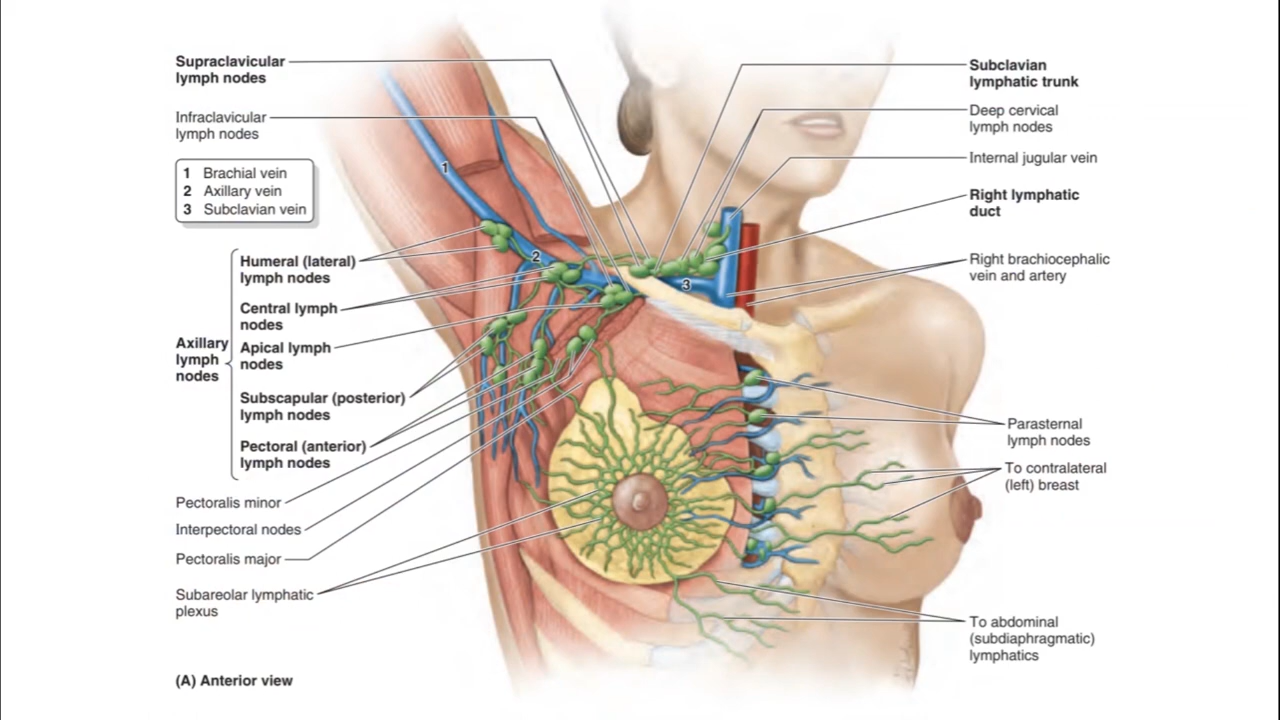 Supraclavicular
lymph nodes
Infraclavicular
lymph nodes
1 Brachial vein
2 Axillary vein
3 Subclavian vein
Humeral (lateral)
lymph nodes
Central lymph
nodes
Axillary
lymph
nodes
Apical lymph
nodes
Subscapular (posterior)
lymph nodes
Pectoral (anterior)
lymph nodes
Pectoralis minor
Interpectoral nodes
Pectoralis major
Subareolar lymphatic
plexus
(A) Anterior view
1
2
3
Subclavian
lymphatic trunk
Deep cervical
lymph nodes
Internal jugular vein
Right lymphatic
duct
Right brachiocephalic
vein and artery
Parasternal
lymph nodes
To contralateral
(left) breast
To abdominal
(subdiaphragmatic)
lymphatics